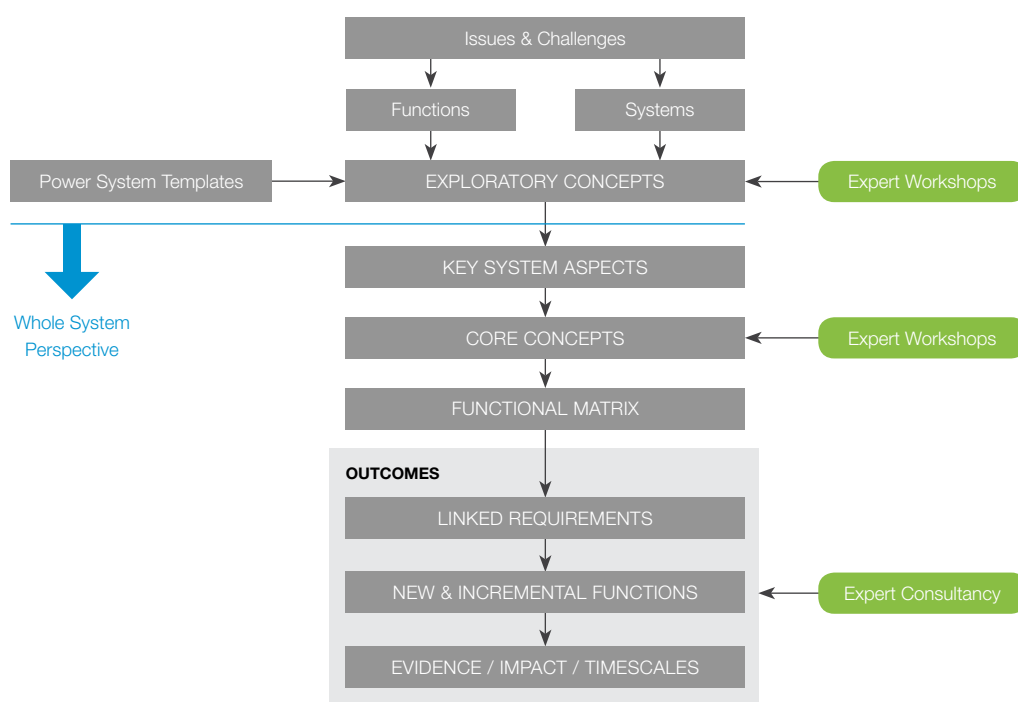 Issues & Challenges
Functions
Systems
Power System Templates
EXPLORATORY CONCEPTS
Expert Workshops
KEY SYSTEM ASPECTS
Whole System
Perspective
CORE CONCEPTS
Expert Workshops
FUNCTIONAL MATRIX
OUTCOMES
LINKED REQUIREMENTS
NEW & INCREMENTAL FUNCTIONS
Expert Consultancy
EVIDENCE / IMPACT / TIMESCALES